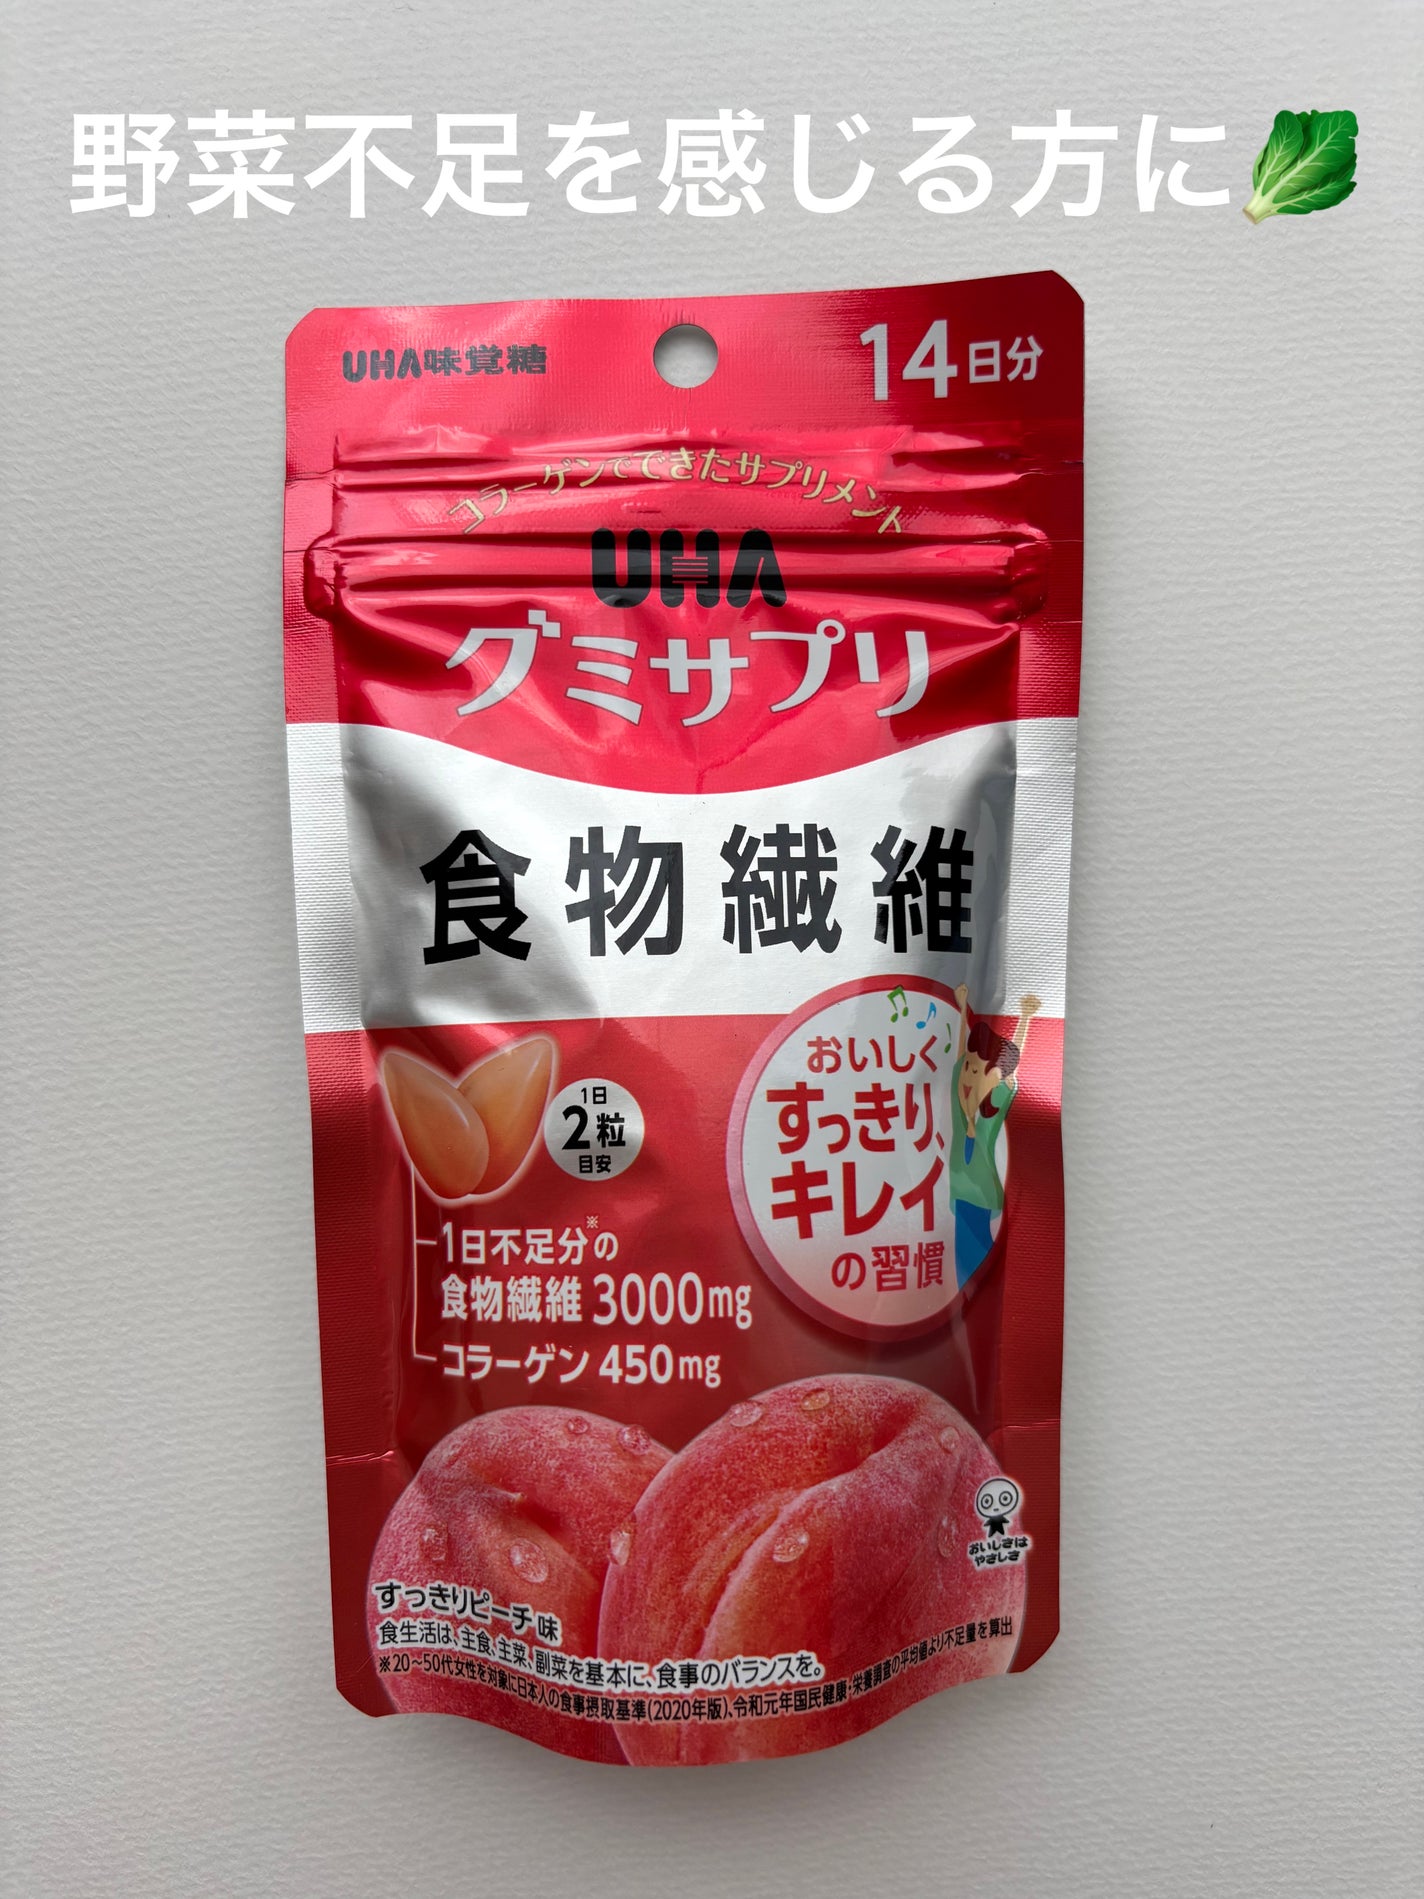 野菜不足を感じる方に🥬
UHA味覚糖
14日分
コラーゲンでできたサプリメント
UHA
グミサプリ
食物繊維
おいしく
すっきり、
キレイ
の習慣
1日
2粒
目安
1日不足分※の
食物繊維 3000mg
コラーゲン 450mg
おいしさは
やさしさ
すっきりピーチ味
食生活は、主食、主菜、副菜を基本に、食事のバランスを。
※20〜50代女性を対象に日本人の食事摂取基準(2020年版)、令和元年国民健康・栄養調査の平均値より不足量を算出